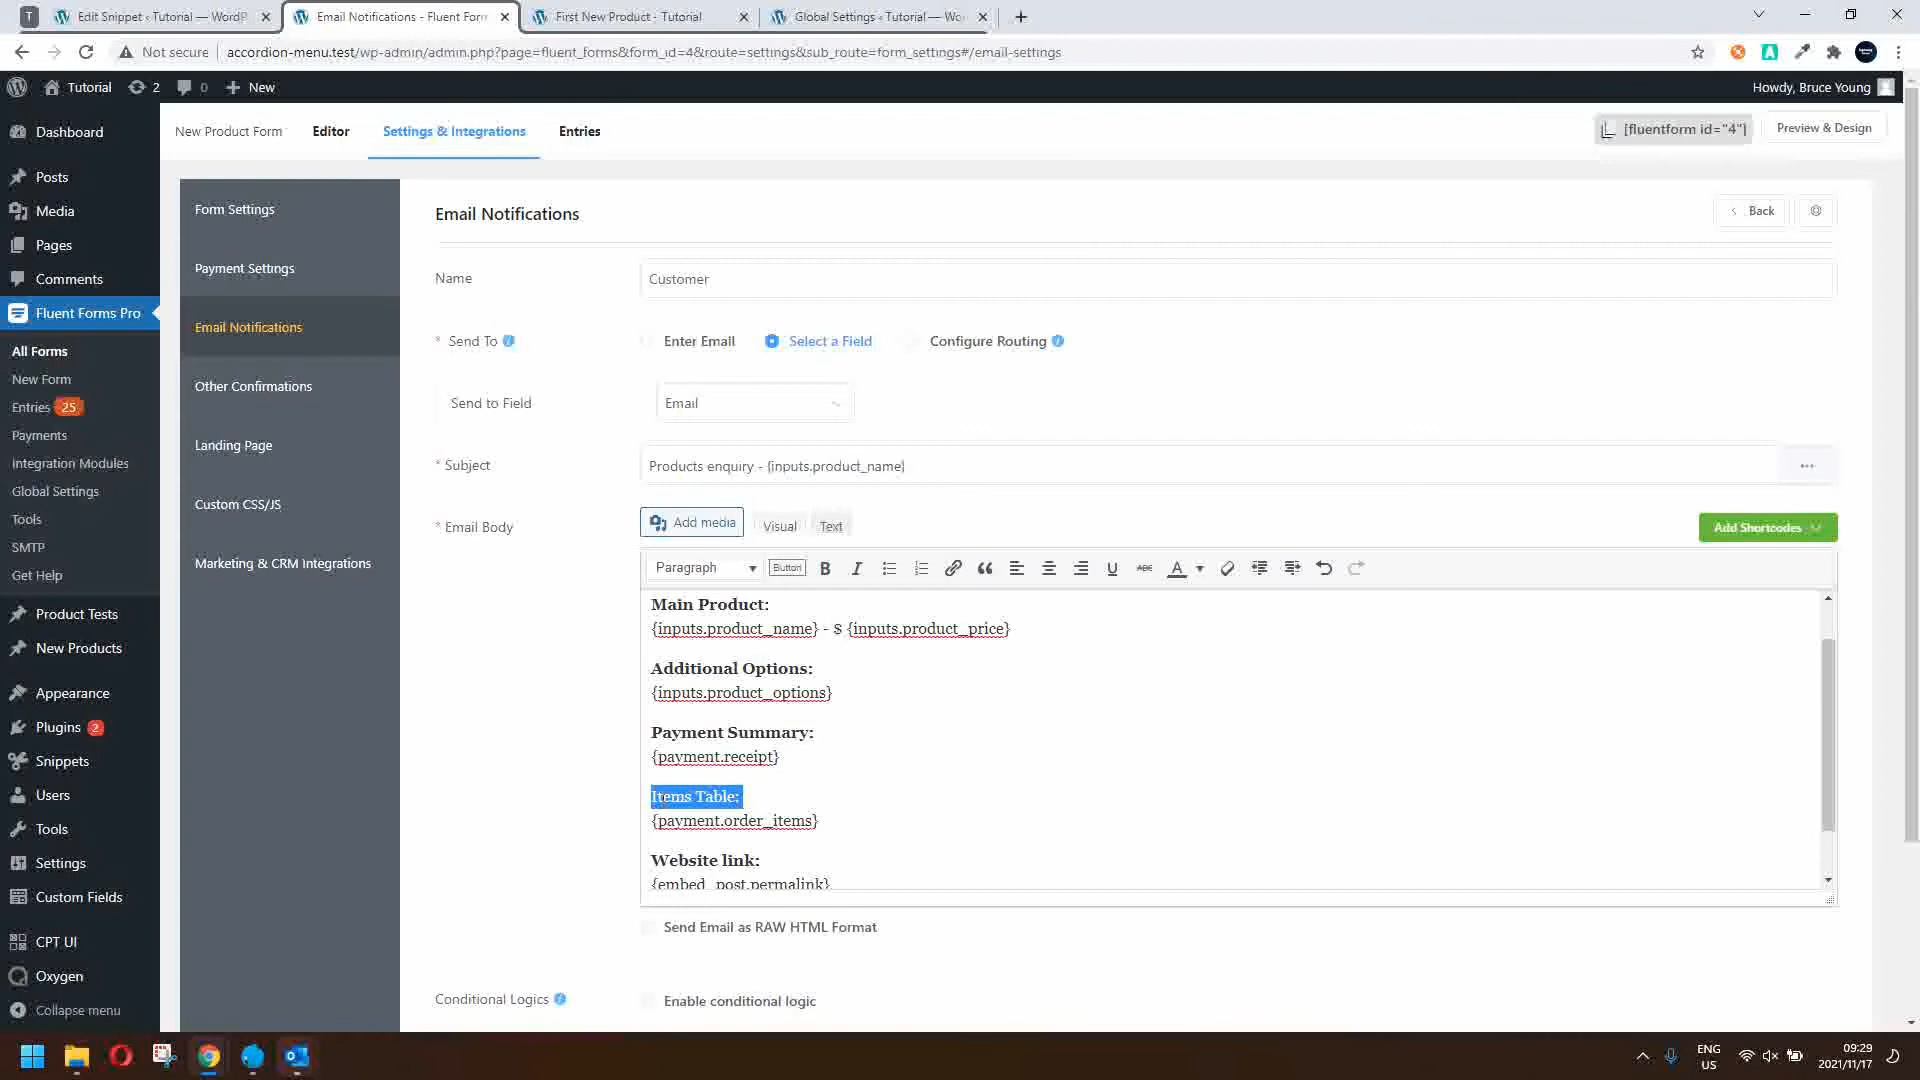 T
Edit Snippet ‹ Tutorial — WordP
Email Notifications - Fluent Form
First New Product - Tutorial
Global Settings ‹ Tutorial — Wo
Not secure
accordion-menu.test/wp-admin/admin.php?page=fluent_forms&form_id=4&route=settings&sub_route=form_settings#/email-settings
Tutorial
2
0
New
Howdy, Bruce Young
Dashboard
Posts
Media
Pages
Comments
Fluent Forms Pro
All Forms
New Form
Entries 25
Payments
Integration Modules
Global Settings
Tools
SMTP
Get Help
Product Tests
New Products
Appearance
Plugins 2
Snippets
Users
Tools
Settings
Custom Fields
CPT UI
Oxygen
Collapse menu
New Product Form
Editor
Settings & Integrations
Entries
[fluentform id="4"]
Preview & Design
Form Settings
Payment Settings
Email Notifications
Other Confirmations
Landing Page
Custom CSS/JS
Marketing & CRM Integrations
Email Notifications
Back
Name
Customer
* Send To
Enter Email
Select a Field
Configure Routing
Send to Field
Email
* Subject
Products enquiry - {inputs.product_name}
* Email Body
Add media
Visual
Text
Add Shortcodes
Paragraph
Button
B
I
U
ABC
A
Main Product:
{inputs.product_name} - $ {inputs.product_price}
Additional Options:
{inputs.product_options}
Payment Summary:
{payment.receipt}
Items Table:
{payment.order_items}
Website link:
{embed_post.permalink}
Send Email as RAW HTML Format
Conditional Logics
Enable conditional logic
ENG
US
09:29
2021/11/17